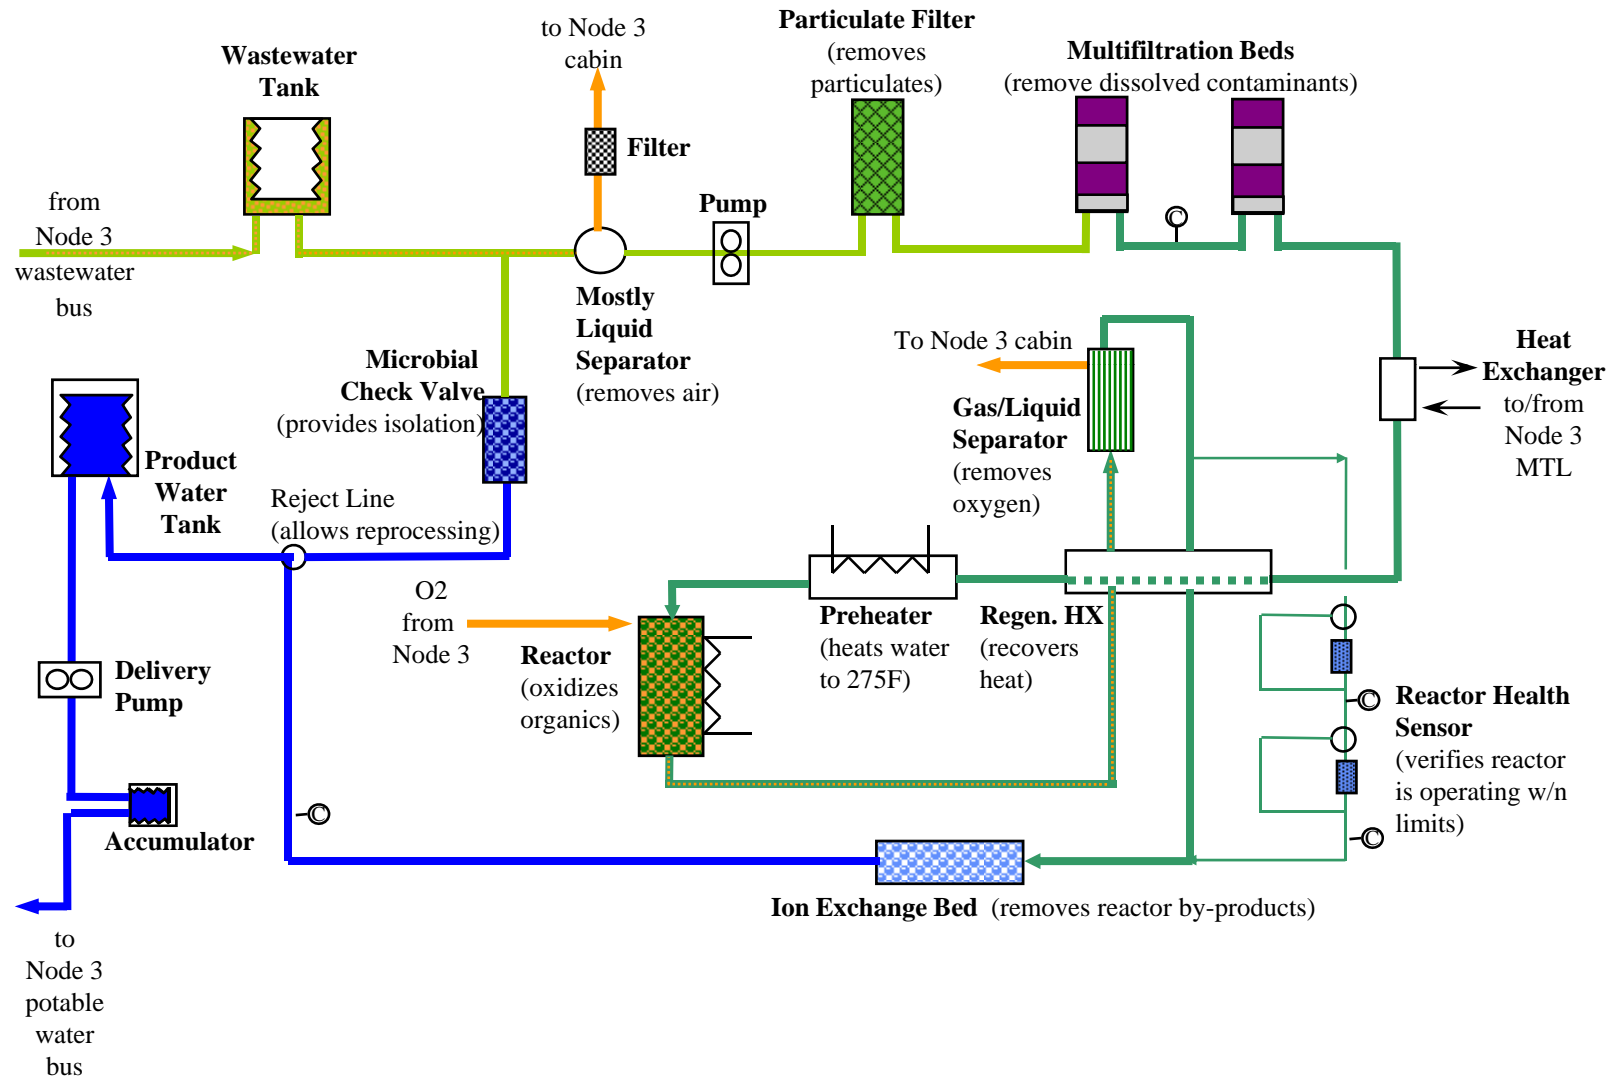 Wastewater
Tank
to Node 3
cabin
Filter
Particulate Filter
(removes
particulates)
Multifiltration Beds
(remove dissolved contaminants)
Pump
from
Node 3
wastewater
bus
C
Mostly
Liquid
Separator
(removes air)
Microbial
Check Valve
(provides isolation)
To Node 3 cabin
Gas/Liquid
Separator
(removes
oxygen)
Heat
Exchanger
to/from
Node 3
MTL
Product
Water
Tank
Reject Line
(allows reprocessing)
O2
from
Node 3
Reactor
(oxidizes
organics)
Preheater
(heats water
to 275F)
Regen. HX
(recovers
heat)
Delivery
Pump
C
Reactor Health
Sensor
(verifies reactor
is operating w/n
limits)
C
C
Accumulator
Ion Exchange Bed (removes reactor by-products)
to
Node 3
potable
water
bus